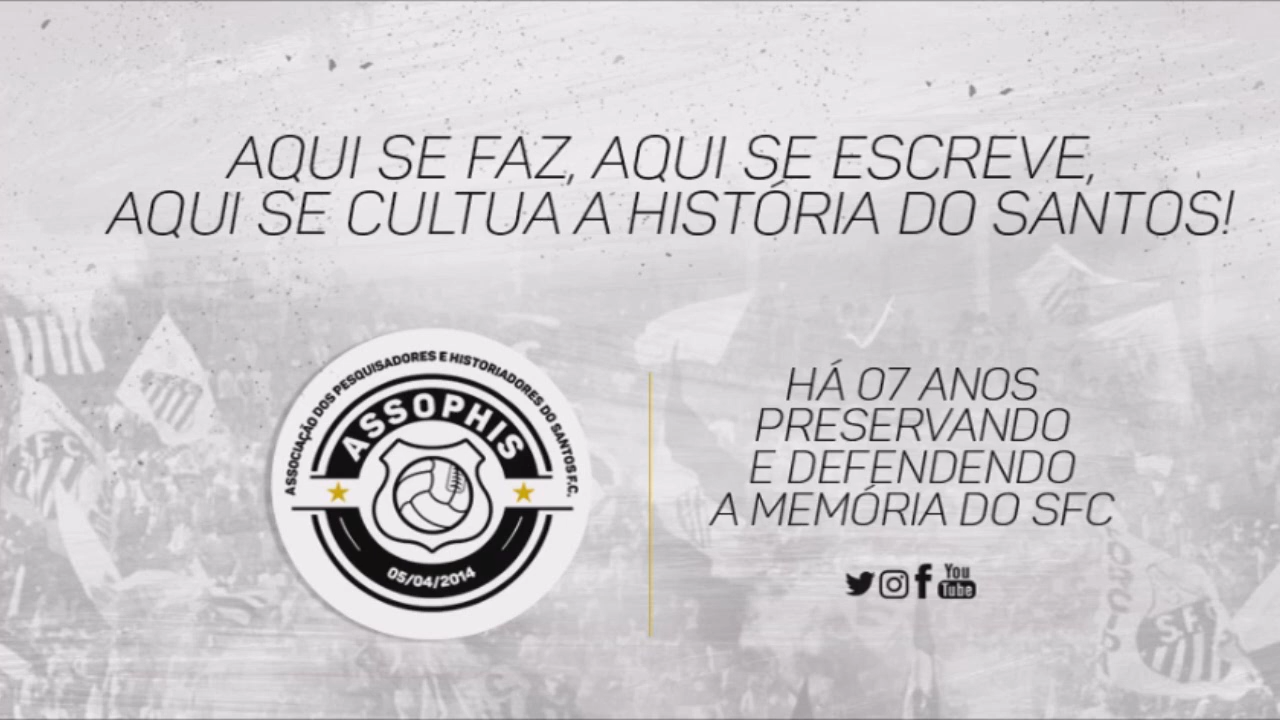 AQUI SE FAZ, AQUI SE ESCREVE,
AQUI SE CULTUA A HISTÓRIA DO SANTOS!
ASSOCIAÇÃO DOS PESQUISADORES E HISTORIADORES DO SANTOS F.C.
ASSOPHIS
05/04/2014
HÁ 07 ANOS
PRESERVANDO
E DEFENDENDO
A MEMÓRIA DO SFC
You
Tube
SFC